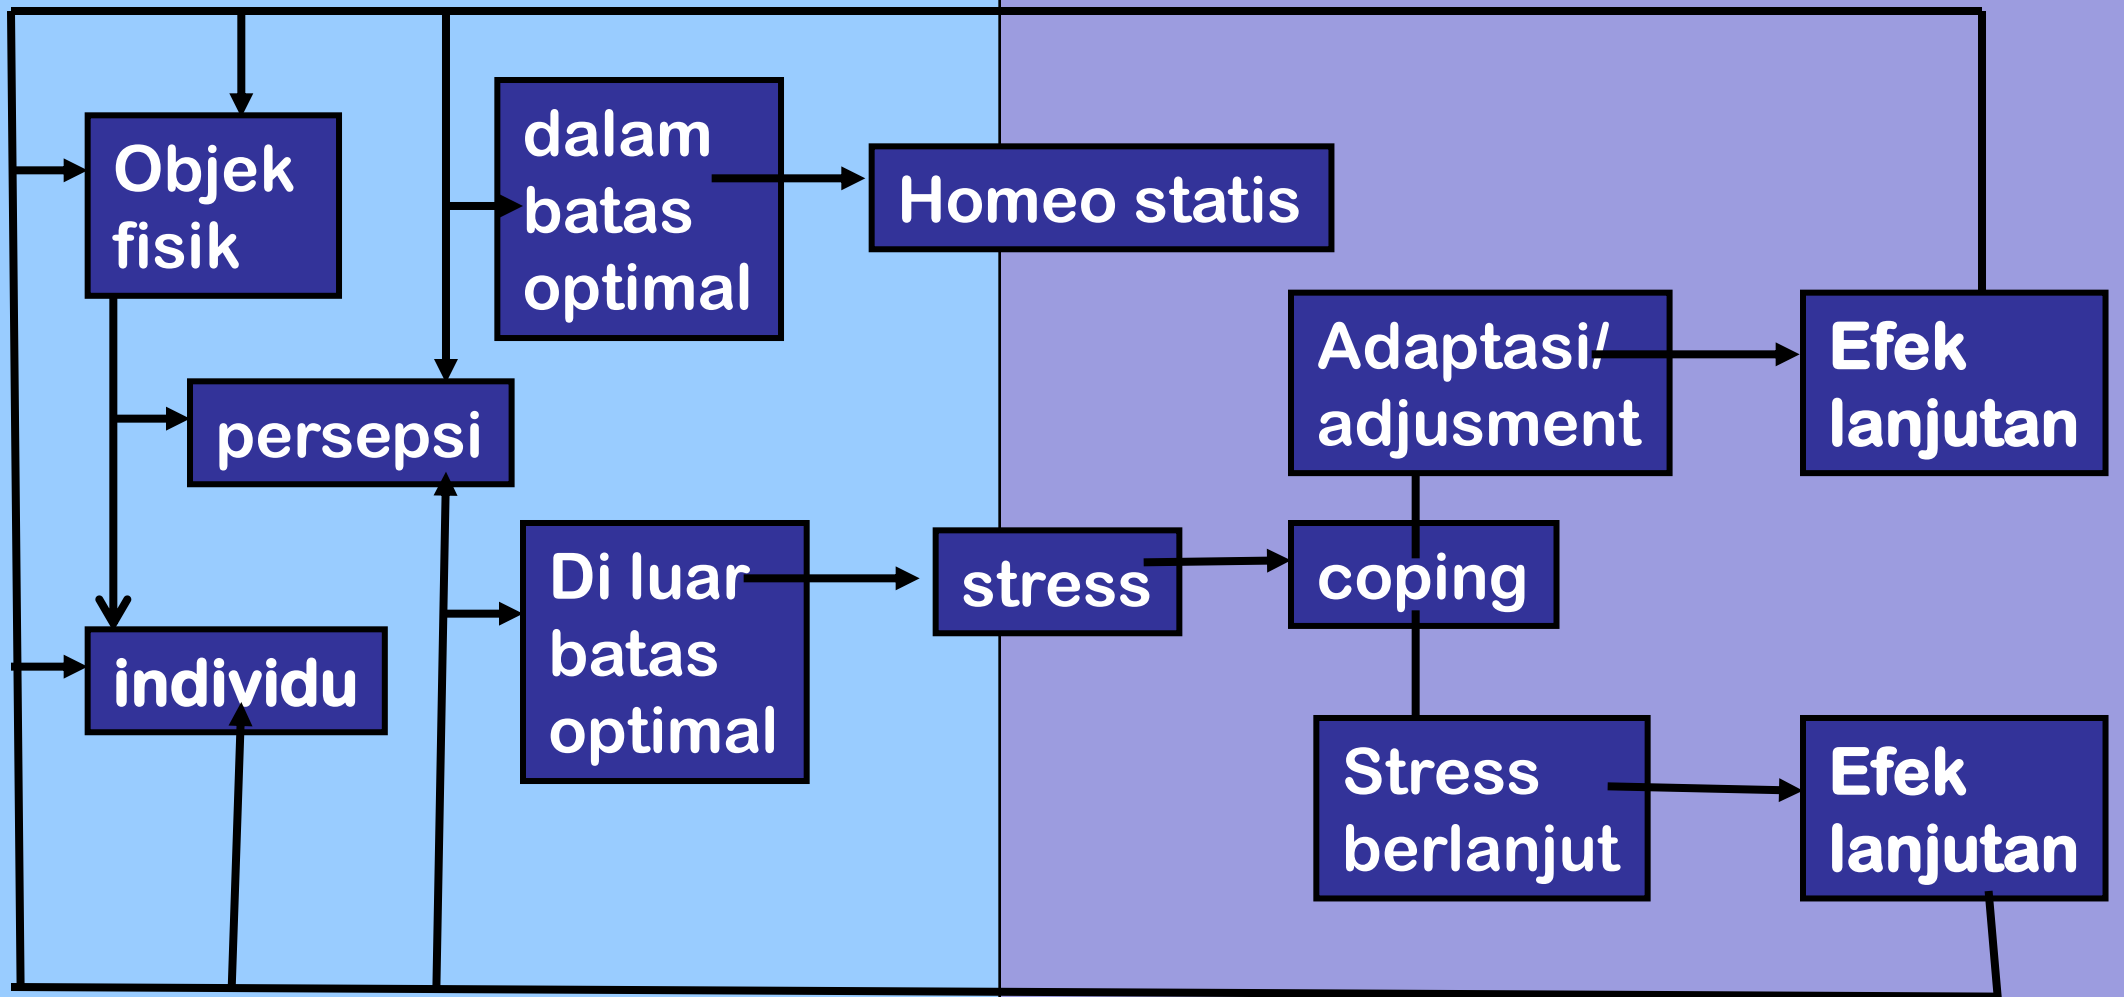 Objek
fisik
dalam
batas
optimal
Homeo statis
persepsi
Adaptasi/
adjusment
Efek
lanjutan
individu
Di luar
batas
optimal
stress
coping
Stress
berlanjut
Efek
lanjutan